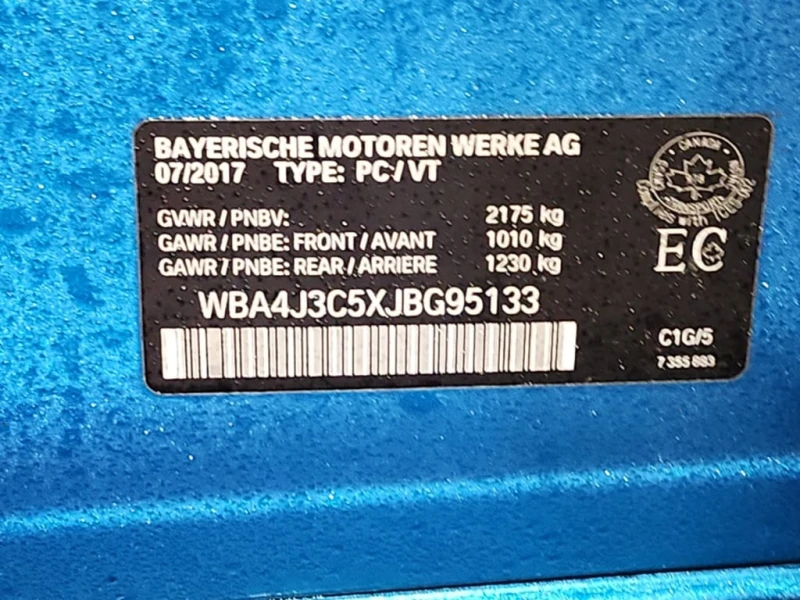 BAYERISCHE MOTOREN WERKE AG
07/2017 TYPE: PC/VT
GVWR / PNBV: 2175 kg
GAWR / PNBE: FRONT / AVANT 1010 kg
GAWR / PNBE: REAR / ARRIERE 1230 kg
WBA4J3C5XJBG95133
CANADA
EC
C1G/5
7 355 883